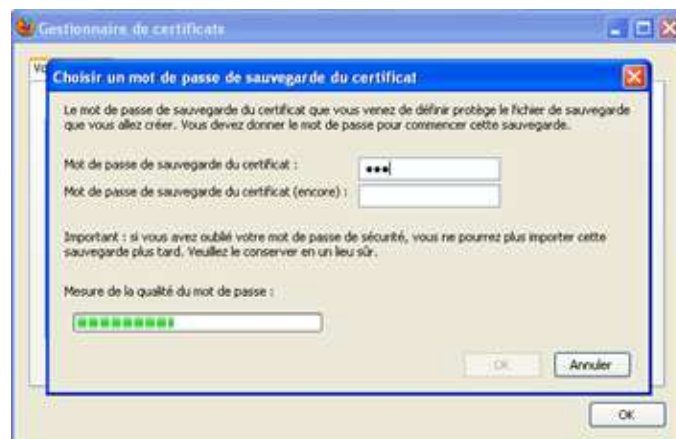 Gestionnaire de certificats
Choisir un mot de passe de sauvegarde du certificat
Le mot de passe de sauvegarde du certificat que vous venez de définir protège le fichier de sauvegarde
que vous allez créer. Vous devez donner le mot de passe pour commencer cette sauvegarde.
Mot de passe de sauvegarde du certificat :
Mot de passe de sauvegarde du certificat (encore) :
Important : si vous avez oublié votre mot de passe de sécurité, vous ne pourrez plus importer cette
sauvegarde plus tard. Veuillez le conserver en un lieu sûr.
Mesure de la qualité du mot de passe :
OK Annuler
OK